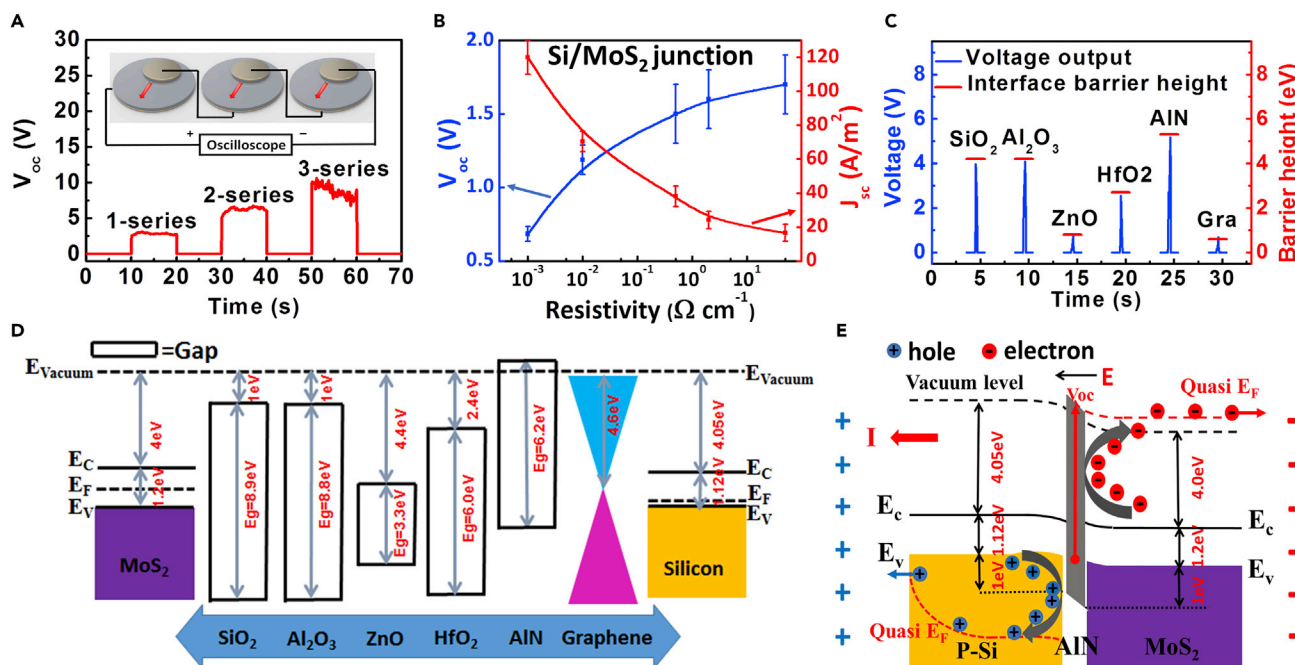 A
30
25
20
15
10
5
0
V_oc (V)
+
−
Oscilloscope
1-series
2-series
3-series
0 10 20 30 40 50 60 70
Time (s)
B
2.0
1.5
1.0
0.5
V_oc (V)
Si/MoS₂ junction
120
100
80
60
40
20
0
J_sc (A/m²)
10⁻³ 10⁻² 10⁻¹ 10⁰ 10¹
Resistivity (Ω cm⁻¹)
C
8
6
4
2
0
Voltage (V)
Voltage output
Interface barrier height
SiO₂
Al₂O₃
ZnO
HfO2
AlN
Gra
8
6
4
2
0
Barrier height (eV)
0 5 10 15 20 25 30
Time (s)
D
=Gap
E_Vacuum
E_Vacuum
4eV
1eV
1eV
4.4eV
2.4eV
Eg=6.2eV
4.6eV
4.05eV
E_C
E_F
E_V
1.2eV
Eg=8.9eV
Eg=8.8eV
Eg=3.3eV
Eg=6.0eV
1.12eV
E_C
E_F
E_V
MoS₂
Silicon
SiO₂ Al₂O₃ ZnO HfO₂ AlN Graphene
E
+ hole
- electron
Vacuum level
E
Voc
Quasi E_F
I
4.05eV
4.0eV
E_c
E_c
E_v
E_v
1.12eV
1eV
1.2eV
1eV
Quasi E_F
P-Si
AlN
MoS₂